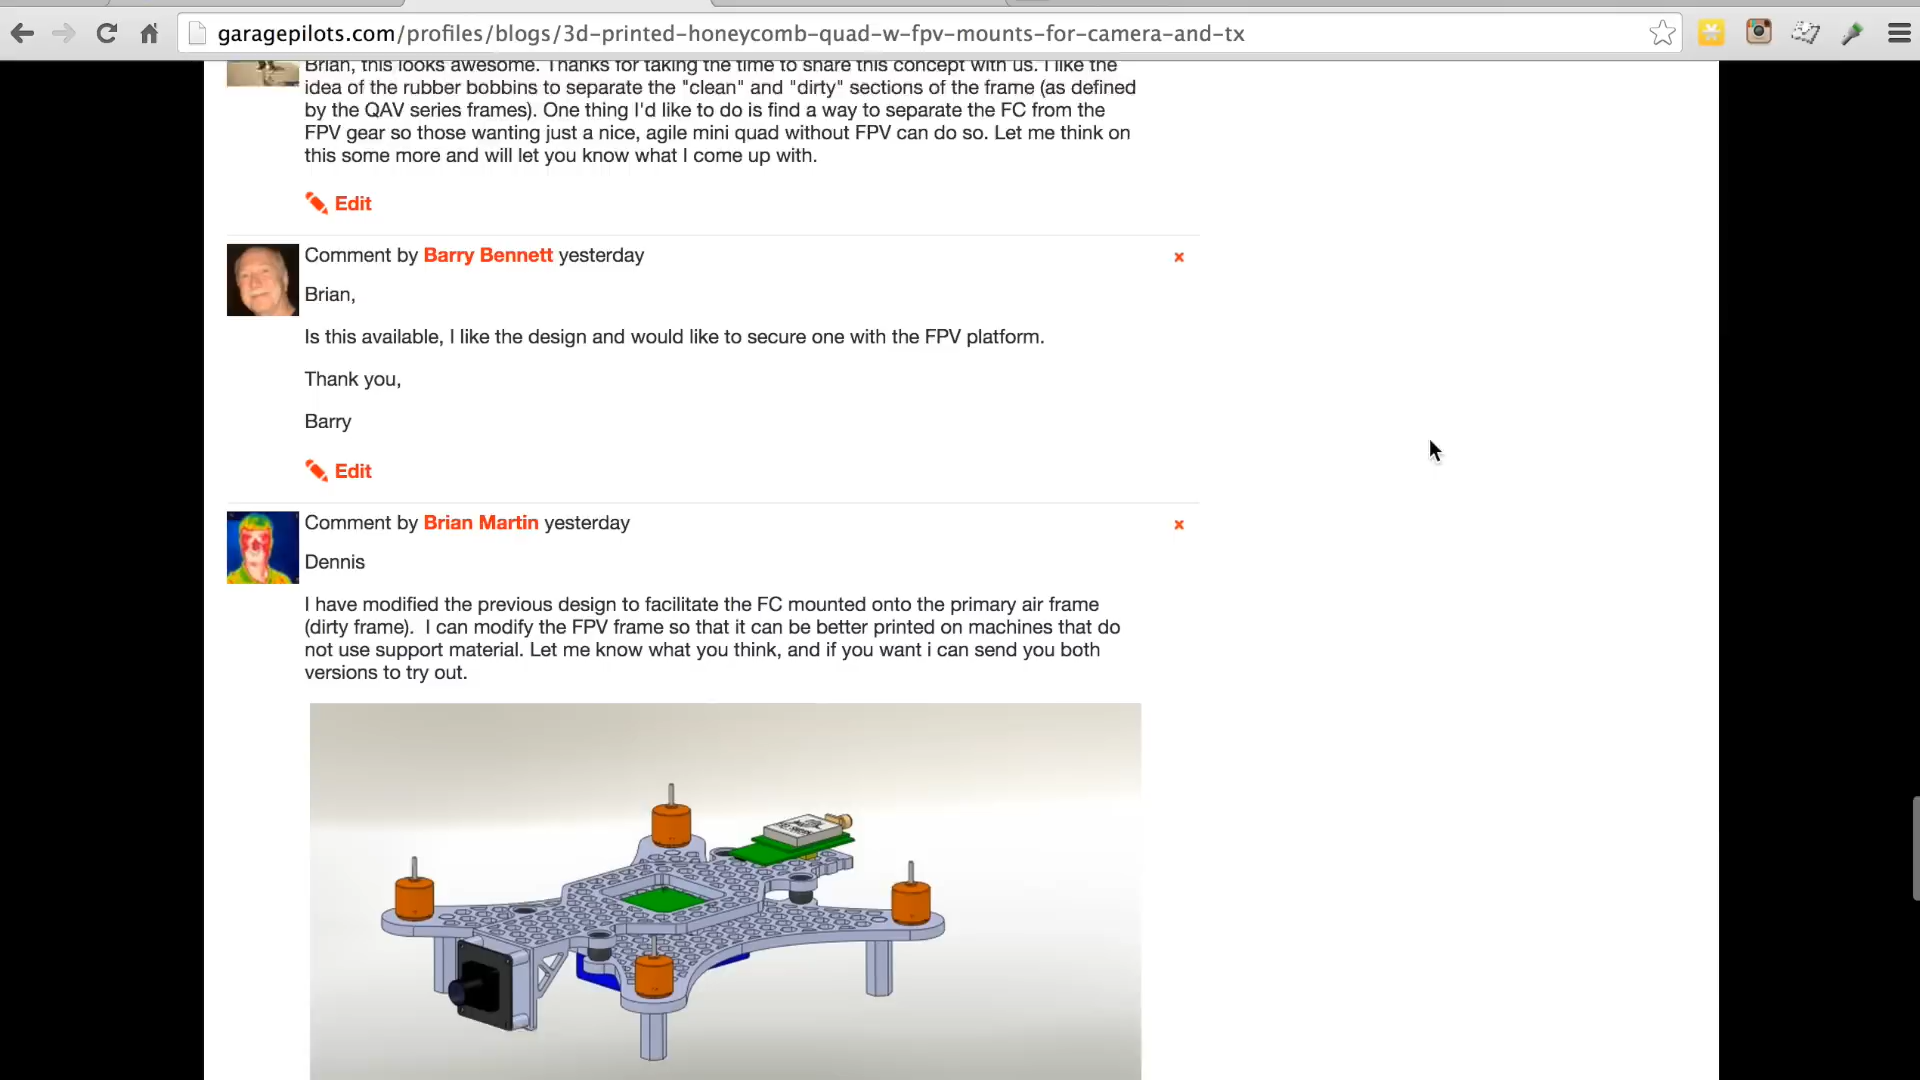 garagepilots.com/profiles/blogs/3d-printed-honeycomb-quad-w-fpv-mounts-for-camera-and-tx
Brian, this looks awesome. Thanks for taking the time to share this concept with us. I like the
idea of the rubber bobbins to separate the "clean" and "dirty" sections of the frame (as defined
by the QAV series frames). One thing I'd like to do is find a way to separate the FC from the
FPV gear so those wanting just a nice, agile mini quad without FPV can do so. Let me think on
this some more and will let you know what I come up with.
Edit
Comment by Barry Bennett yesterday
Brian,
Is this available, I like the design and would like to secure one with the FPV platform.
Thank you,
Barry
Edit
Comment by Brian Martin yesterday
Dennis
I have modified the previous design to facilitate the FC mounted onto the primary air frame
(dirty frame).  I can modify the FPV frame so that it can be better printed on machines that do
not use support material. Let me know what you think, and if you want i can send you both
versions to try out.